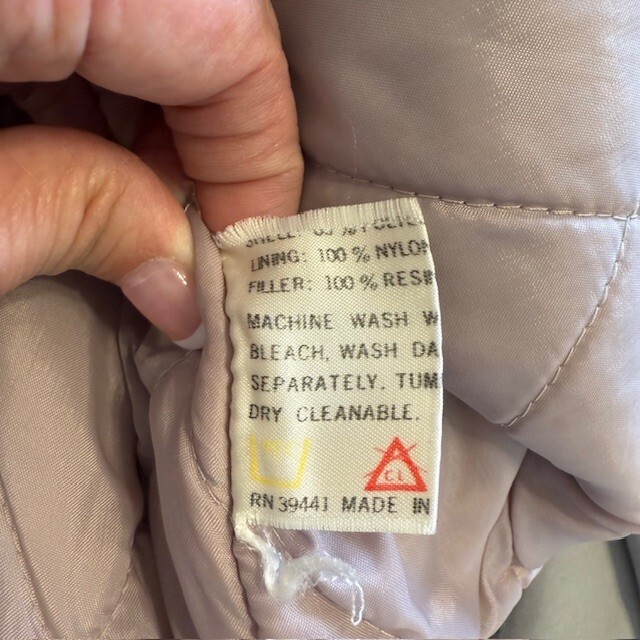 LINING: 100 % NYLON
FILLER: 100 % RESIN
MACHINE WASH W
BLEACH, WASH DA
SEPARATELY. TUM
DRY CLEANABLE.
CL
RN 39441 MADE IN